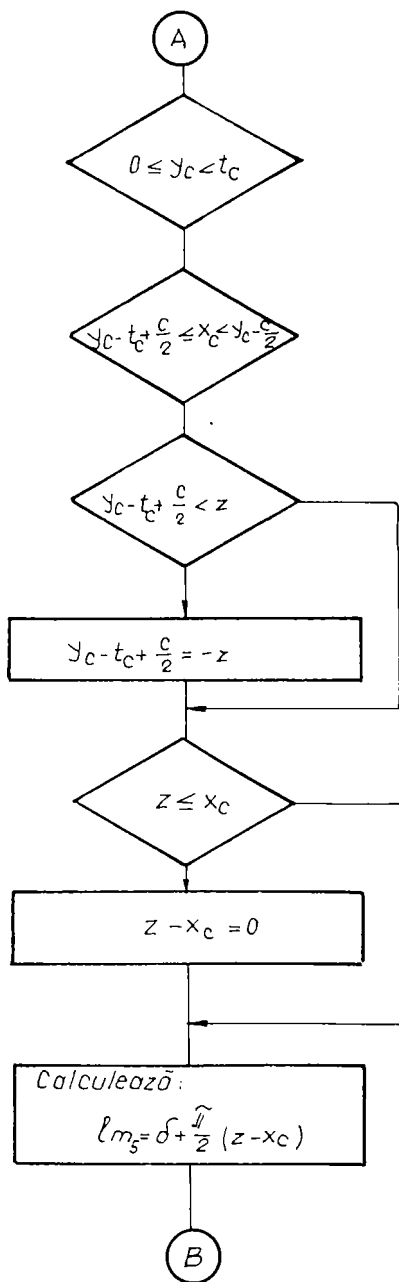 A
0 ≤ y_c < t_c
y_c - t_c + c/2 ≤ x_c < y_c - c/2
y_c - t_c + c/2 < z
y_c - t_c + c/2 = -z
z ≤ x_c
z - x_c = 0
Calculează:
ℓm_5 = δ + π/2 (z - x_c)
B